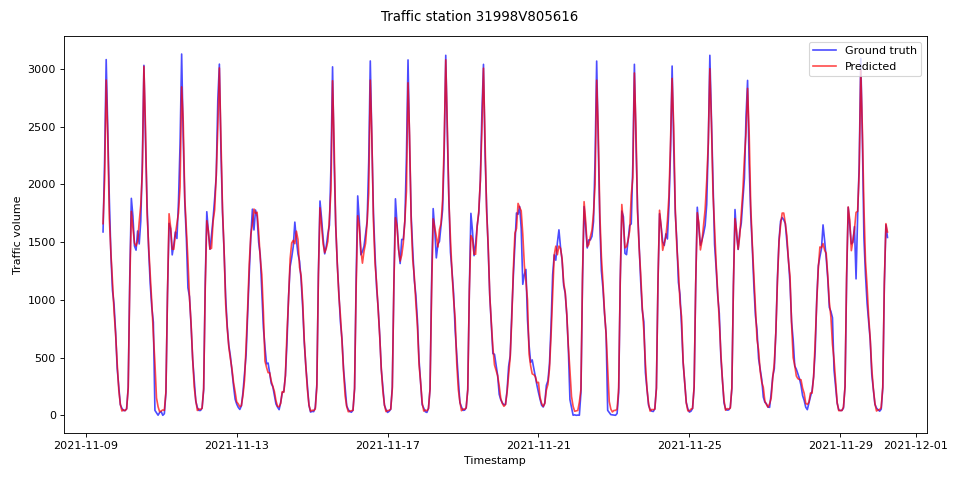 Traffic station 31998V805616
Ground truth
Predicted
Traffic volume
3000
2500
2000
1500
1000
500
0
2021-11-09
2021-11-13
2021-11-17
2021-11-21
2021-11-25
2021-11-29
2021-12-01
Timestamp